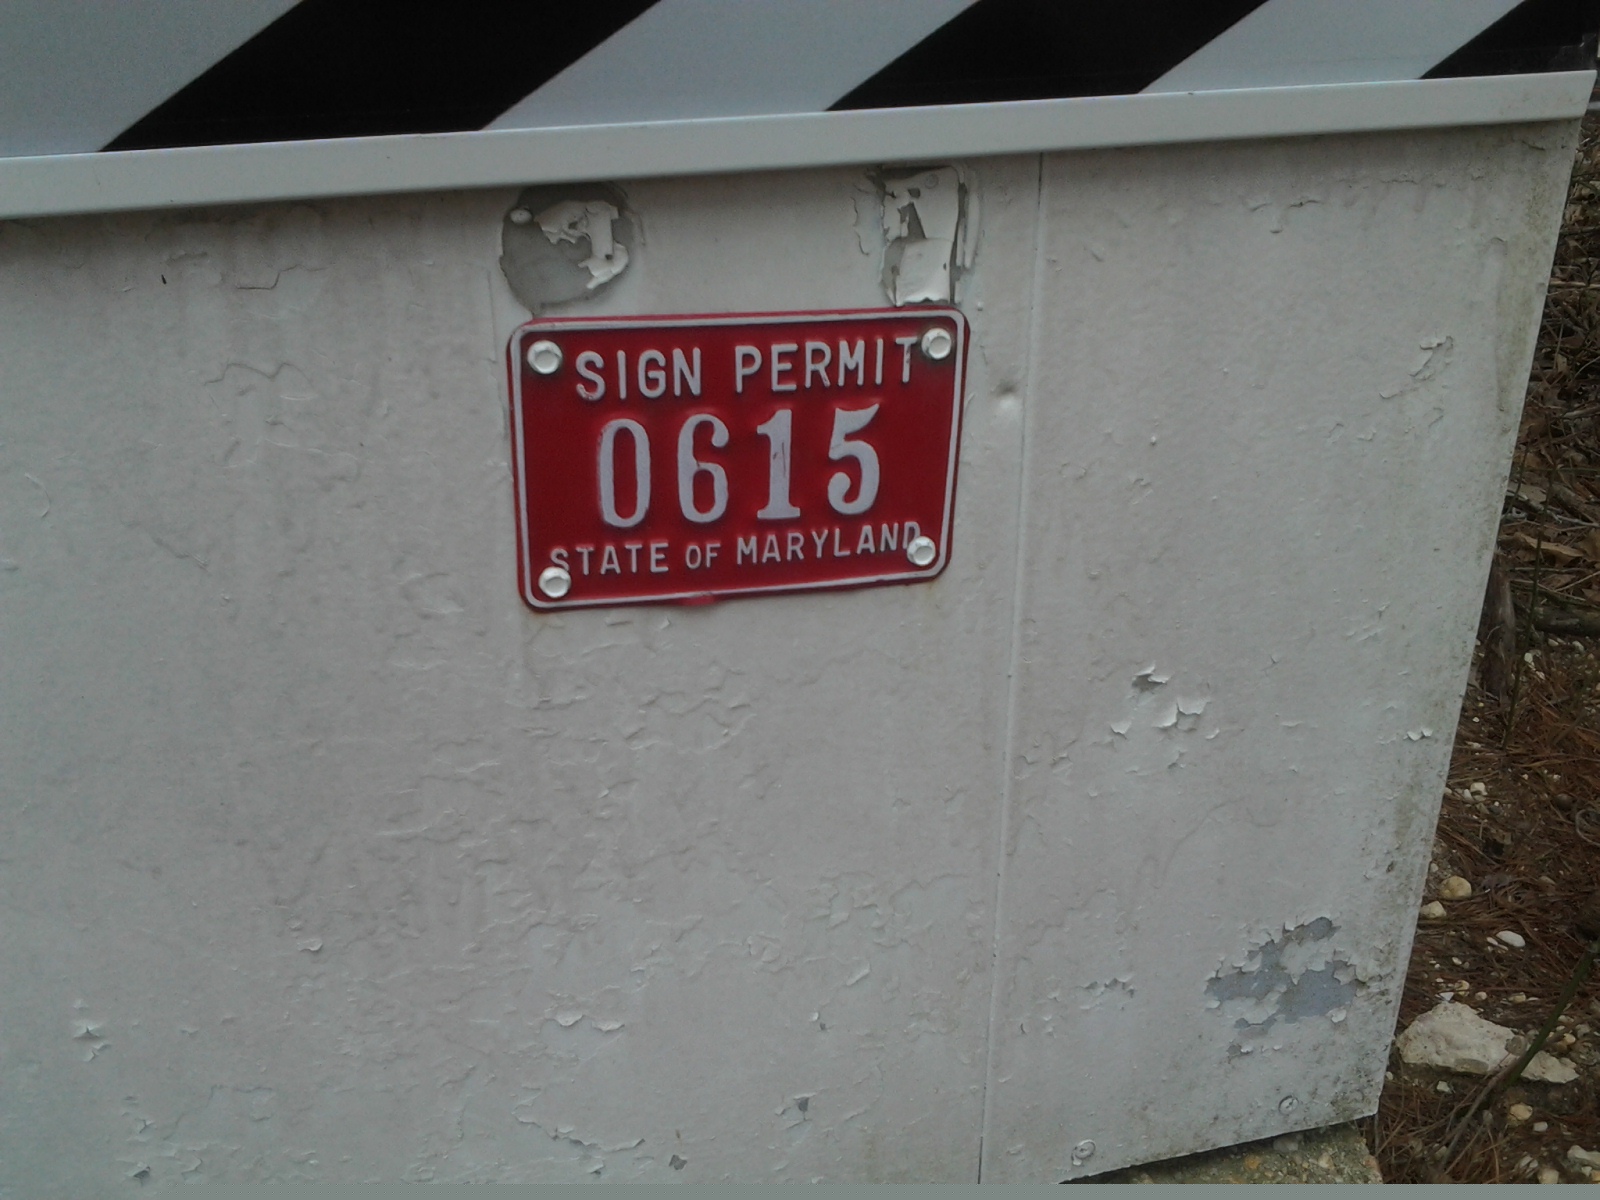 SIGN PERMIT
0615
STATE OF MARYLAND